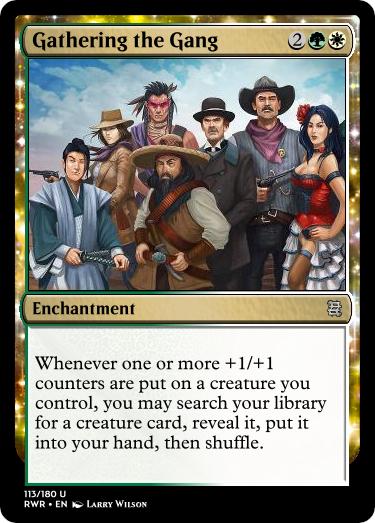 Gathering the Gang 2
Enchantment
Whenever one or more +1/+1
counters are put on a creature you
control, you may search your library
for a creature card, reveal it, put it
into your hand, then shuffle.
113/180 U
RWR • EN Larry Wilson